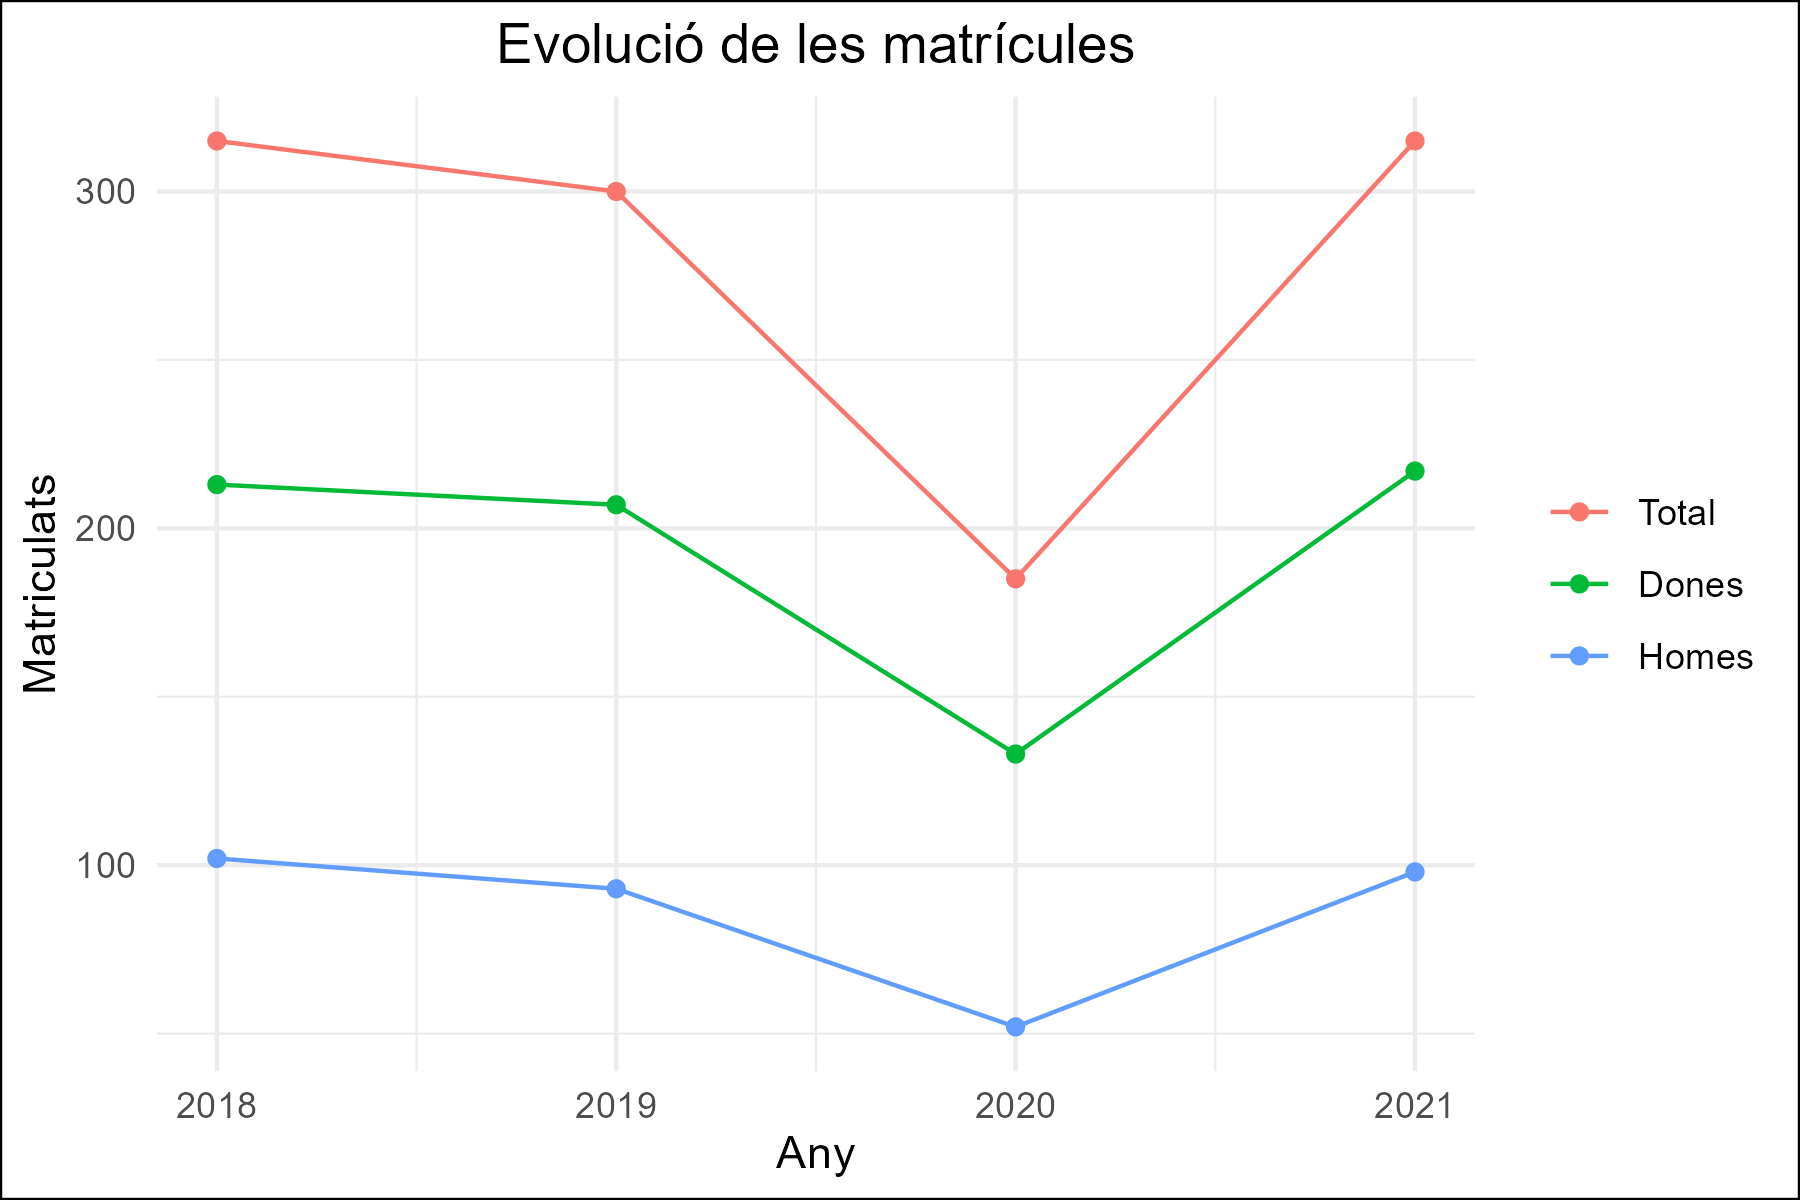 Evolució de les matrícules
300
200
100
Matriculats
2018
2019
2020
2021
Any
Total
Dones
Homes